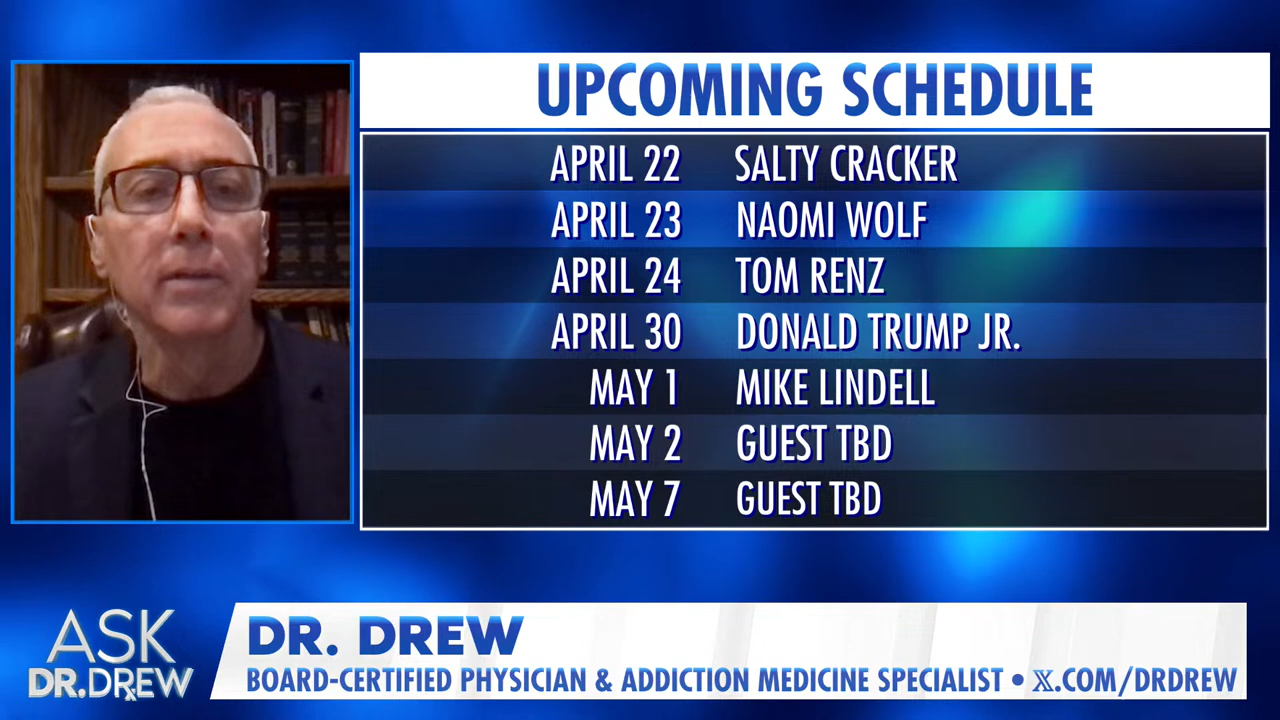 UPCOMING SCHEDULE
APRIL 22 SALTY CRACKER
APRIL 23 NAOMI WOLF
APRIL 24 TOM RENZ
APRIL 30 DONALD TRUMP JR.
MAY 1 MIKE LINDELL
MAY 2 GUEST TBD
MAY 7 GUEST TBD
ASK
DR.DREW
DR. DREW
BOARD-CERTIFIED PHYSICIAN & ADDICTION MEDICINE SPECIALIST • 𝕏.COM/DRDREW